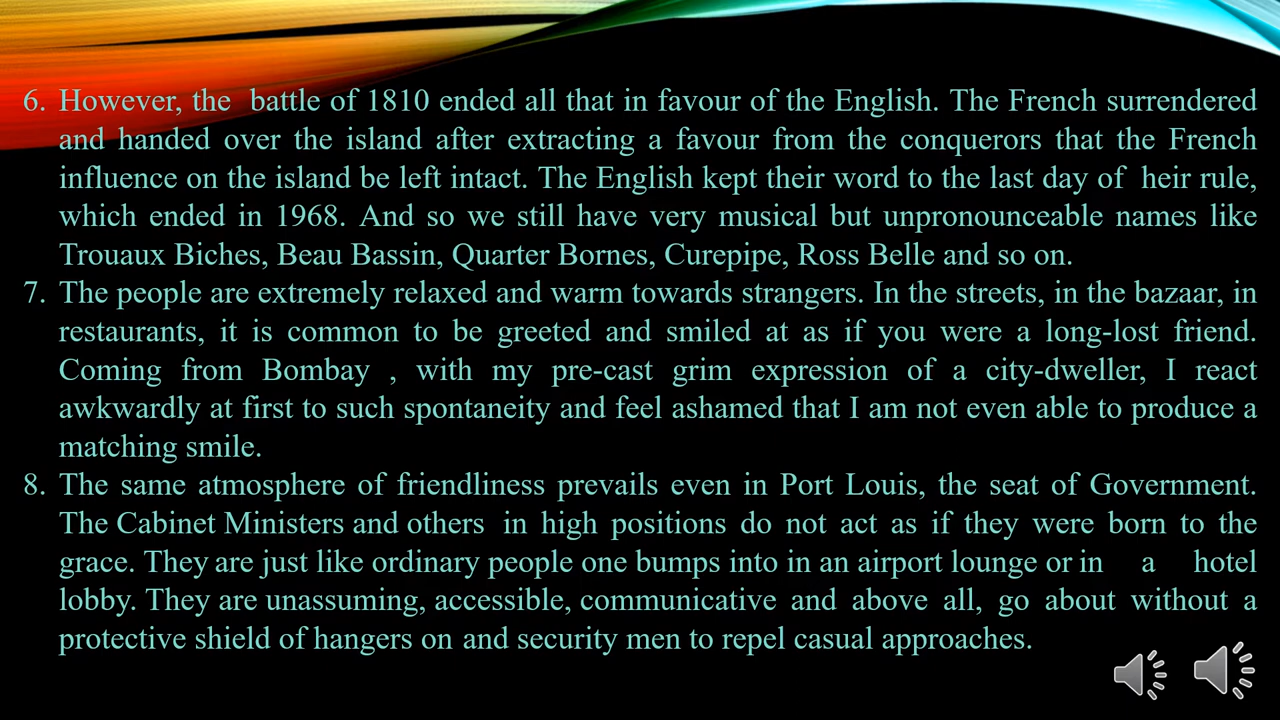 6. However, the battle of 1810 ended all that in favour of the English. The French surrendered
and handed over the island after extracting a favour from the conquerors that the French
influence on the island be left intact. The English kept their word to the last day of heir rule,
which ended in 1968. And so we still have very musical but unpronounceable names like
Trouaux Biches, Beau Bassin, Quarter Bornes, Curepipe, Ross Belle and so on.
7. The people are extremely relaxed and warm towards strangers. In the streets, in the bazaar, in
restaurants, it is common to be greeted and smiled at as if you were a long-lost friend.
Coming from Bombay , with my pre-cast grim expression of a city-dweller, I react
awkwardly at first to such spontaneity and feel ashamed that I am not even able to produce a
matching smile.
8. The same atmosphere of friendliness prevails even in Port Louis, the seat of Government.
The Cabinet Ministers and others in high positions do not act as if they were born to the
grace. They are just like ordinary people one bumps into in an airport lounge or in a hotel
lobby. They are unassuming, accessible, communicative and above all, go about without a
protective shield of hangers on and security men to repel casual approaches.